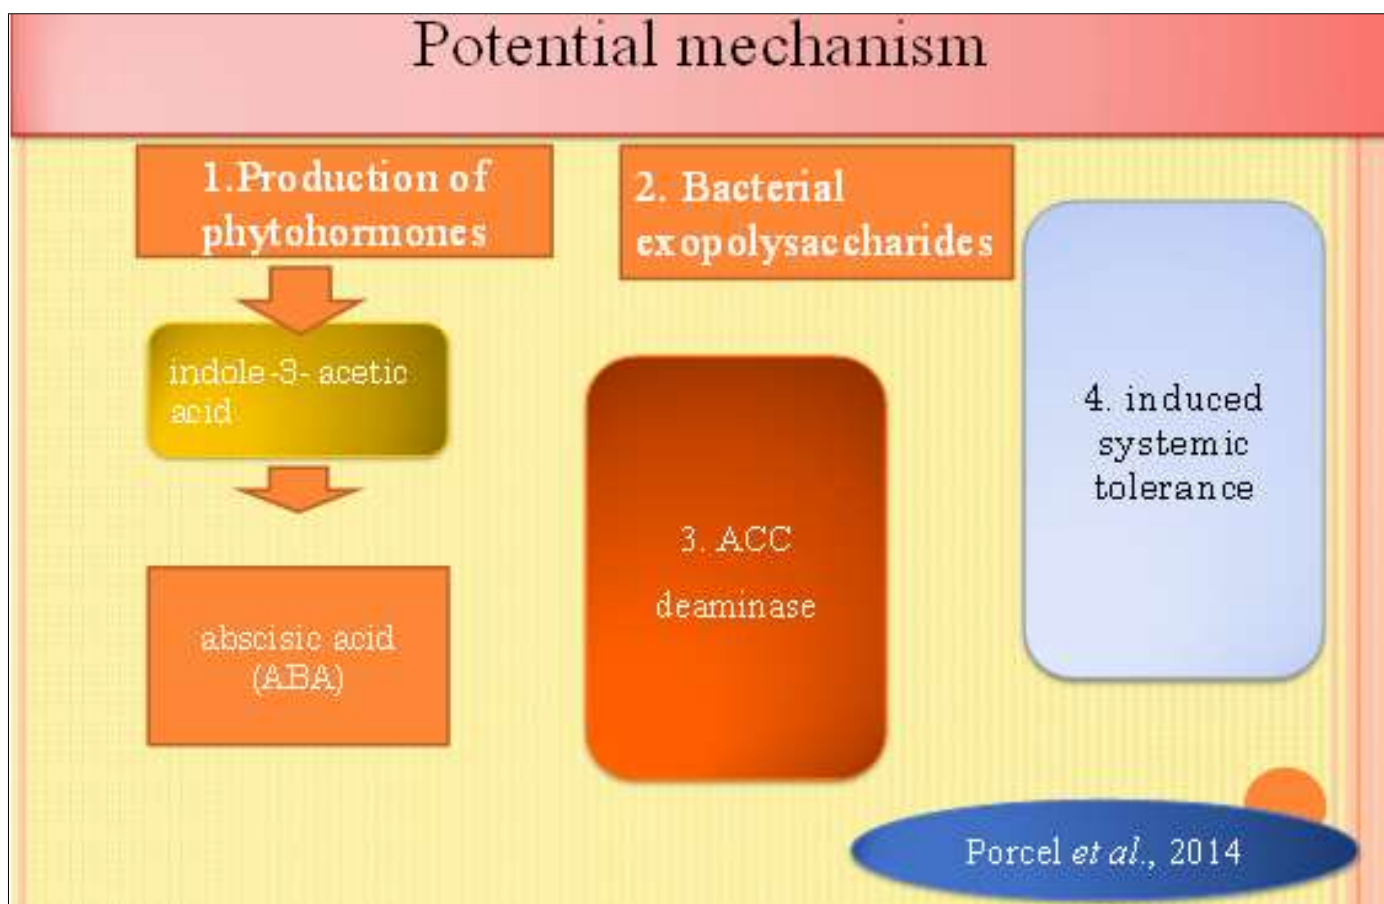 Potential mechanism
1.Production of
phytohormones
indole-3- acetic
acid
abscisic acid
(ABA)
2. Bacterial
exopolysaccharides
3. ACC
deaminase
4. induced
systemic
tolerance
Porcel et al., 2014